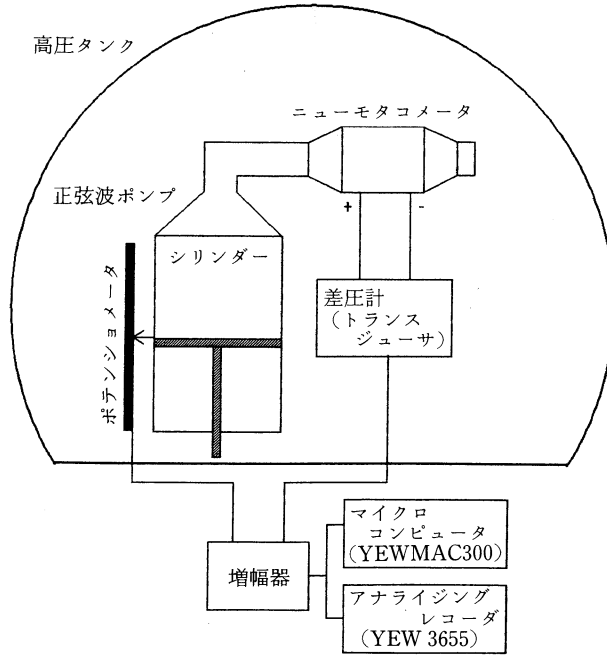 高圧タンク
ニューモタコメータ
正弦波ポンプ
+
-
シリンダー
ポテンショメータ
差圧計
(トランス
ジューサ)
マイクロ
コンピュータ
(YEWMAC300)
増幅器
アナライジング
レコーダ
(YEW 3655)